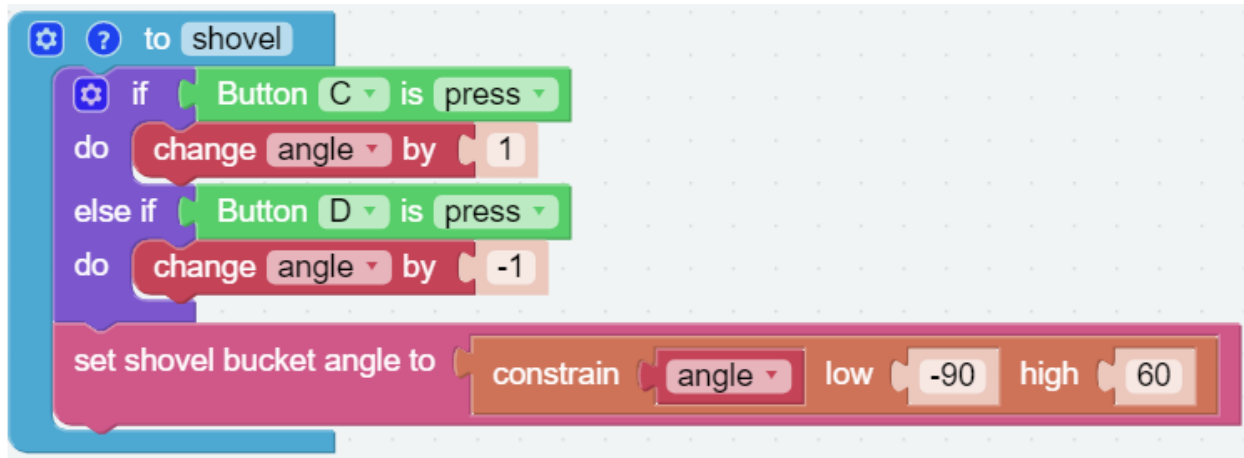 ? to shovel
if Button C is press
do change angle by 1
else if Button D is press
do change angle by -1
set shovel bucket angle to constrain angle low -90 high 60